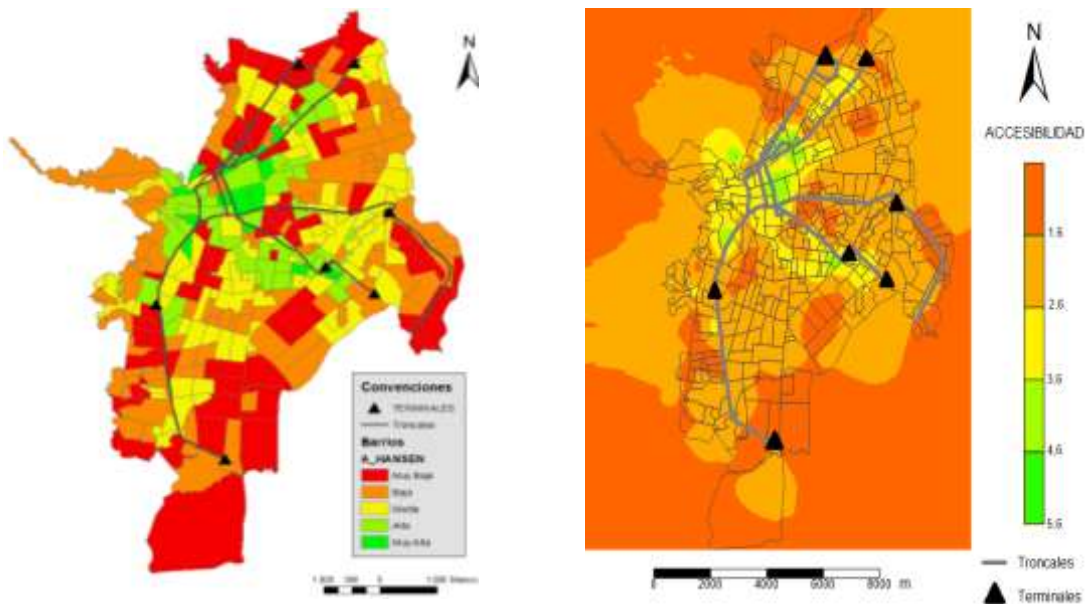 N
Convenciones
TERMINALES
Troncales
Barrios
A_HANSEN
Muy Baja
Baja
Media
Alta
Muy Alta
N
ACCESIBILIDAD
1.6
2.6
3.6
4.6
5.6
0 2000 4000 6000 8000 m
Troncales
Terminales